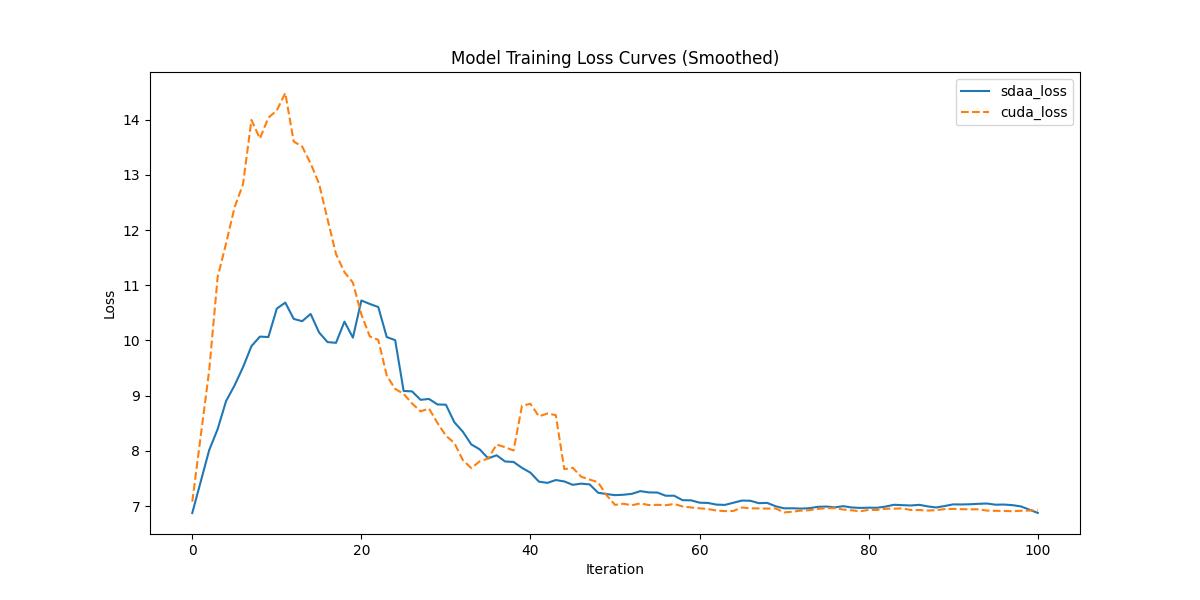 Model Training Loss Curves (Smoothed)
sdaa_loss
cuda_loss
Loss
14
13
12
11
10
9
8
7
0 20 40 60 80 100
Iteration